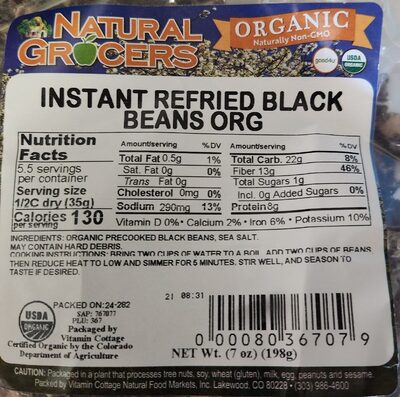 NATURAL
GROCERS
ORGANIC
Naturally Non-GMO
good4u
USDA
ORGANIC
INSTANT REFRIED BLACK
BEANS ORG
Nutrition
Facts
5.5 servings
per container
Serving size
1/2C dry (35g)
Calories 130
per serving
Amount/serving %DV
Total Fat 0.5g 1%
Sat. Fat 0g 0%
Trans Fat 0g
Cholesterol 0mg 0%
Sodium 290mg 13%
Amount/serving %DV
Total Carb. 22g 8%
Fiber 13g 46%
Total Sugars 1g
Incl. 0g Added Sugars 0%
Protein 8g
Vitamin D 0% • Calcium 2% • Iron 6% • Potassium 10%
INGREDIENTS: ORGANIC PRECOOKED BLACK BEANS, SEA SALT.
MAY CONTAIN HARD DEBRIS.
COOKING INSTRUCTIONS: BRING TWO CUPS OF WATER TO A BOIL. ADD TWO CUPS OF BEANS
THEN REDUCE HEAT TO LOW AND SIMMER FOR 5 MINUTES. STIR WELL, AND SEASON TO
TASTE IF DESIRED.
21 08:31
PACKED ON:24-282
SAP: 767077
PLU: 367
Packaged by
Vitamin Cottage
Certified Organic by the Colorado
Department of Agriculture
USDA
ORGANIC
0 00080 36707 9
NET Wt. (7 oz) (198g)
CAUTION: Packaged in a plant that processes tree nuts, soy, wheat (gluten), milk, egg, peanuts and sesame.
Packed by Vitamin Cottage Natural Food Markets, Inc. Lakewood, CO 80228 • (303) 986-4600